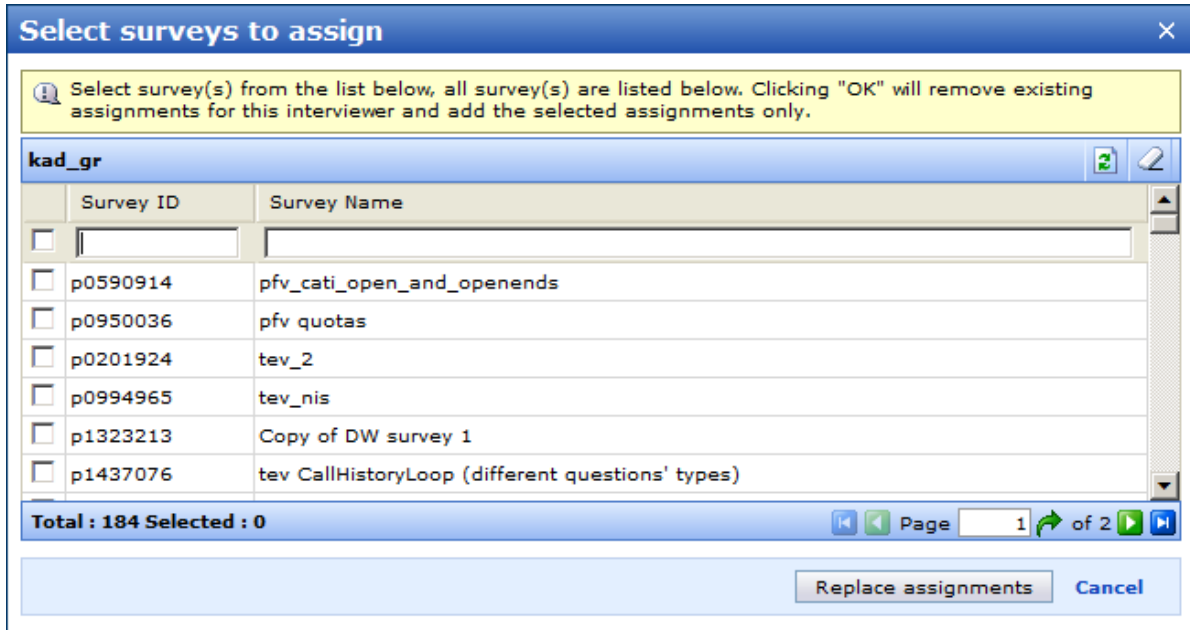 Select surveys to assign
Select survey(s) from the list below, all survey(s) are listed below. Clicking "OK" will remove existing
assignments for this interviewer and add the selected assignments only.
kad_gr
Survey ID Survey Name
p0590914 pfv_cati_open_and_openends
p0950036 pfv quotas
p0201924 tev_2
p0994965 tev_nis
p1323213 Copy of DW survey 1
p1437076 tev CallHistoryLoop (different questions' types)
Total : 184 Selected : 0 Page 1 of 2
Replace assignments Cancel